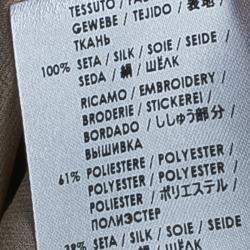 TESSUTO /
GEWEBE / TEJIDO / 表地 /
ТКАНЬ
100% SETA / SILK / SOIE / SEIDE /
SEDA / 絹 / ШЁЛК
RICAMO / EMBROIDERY /
BRODERIE / STICKEREI /
BORDADO / ししゅう部分 /
ВЫШИВКА
61% POLIESTERE / POLYESTER /
POLYESTER / POLYESTER /
POLIESTER / ポリエステル /
ПОЛИЭСТЕР
39% SETA / SILK / SOIE / SEIDE